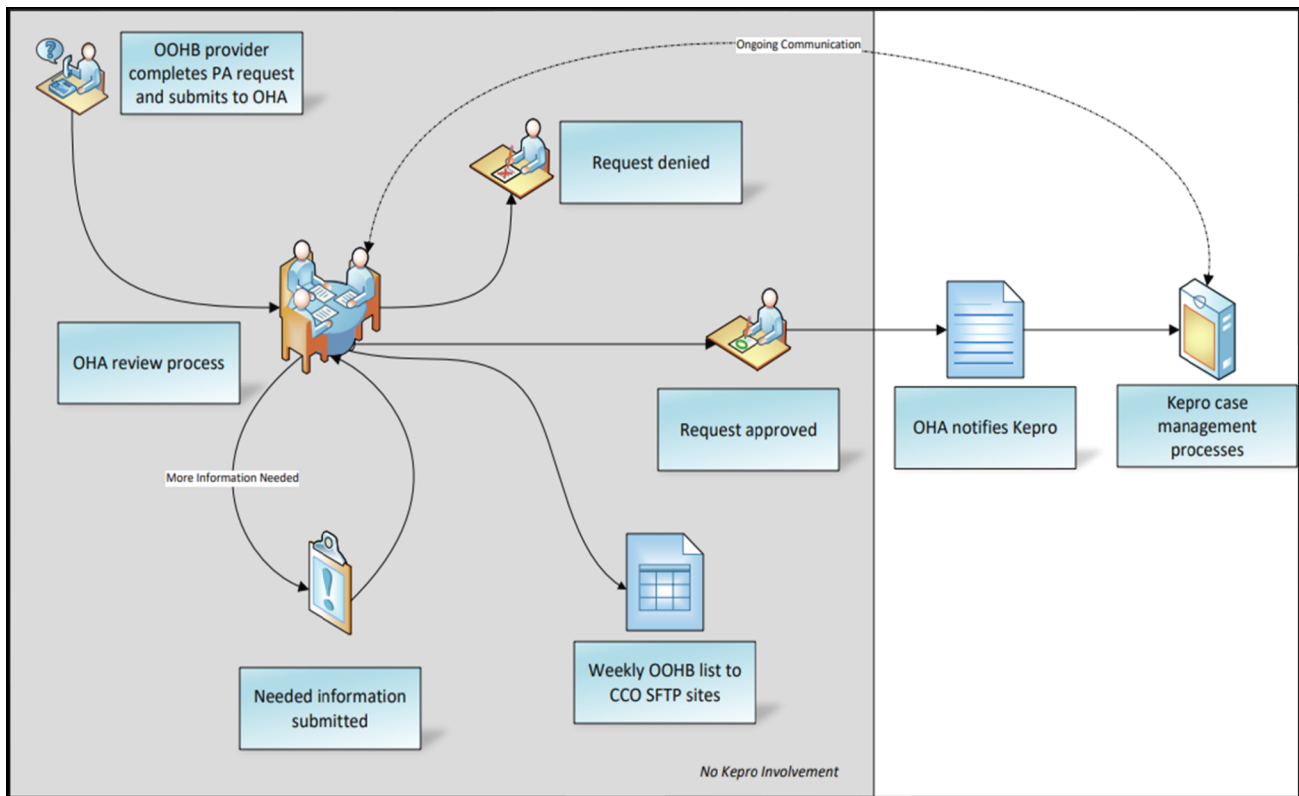 OOHB provider
completes PA request
and submits to OHA
Ongoing Communication
Request denied
OHA review process
Request approved
OHA notifies Kepro
Kepro case
management
processes
More Information Needed
Needed information
submitted
Weekly OOHB list to
CCO SFTP sites
No Kepro Involvement